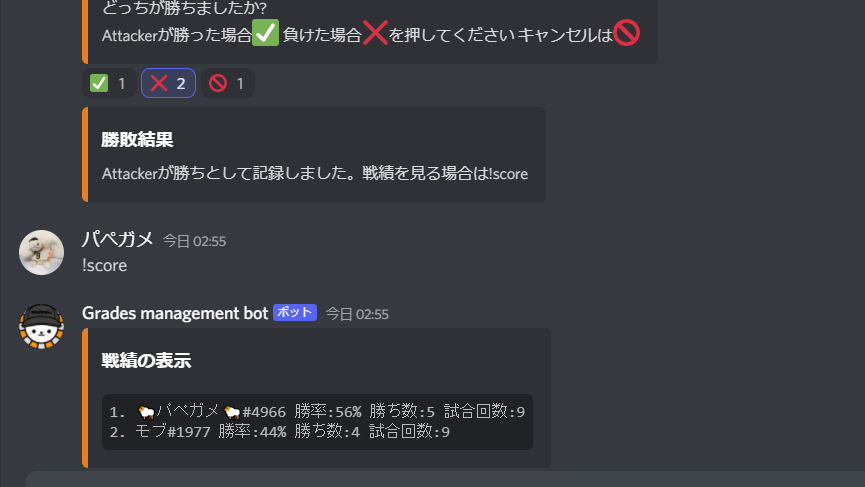 どっちが勝ちましたか?
Attackerが勝った場合✅ 負けた場合❌を押してください キャンセルは🚫
✅ 1 ❌ 2 🚫 1
勝敗結果
Attackerが勝ちとして記録しました。戦績を見る場合は!score
パペガメ 今日 02:55
!score
Grades management bot ボット 今日 02:55
戦績の表示
1. 🐑パペガメ🐑#4966 勝率:56% 勝ち数:5 試合回数:9
2. モブ#1977 勝率:44% 勝ち数:4 試合回数:9